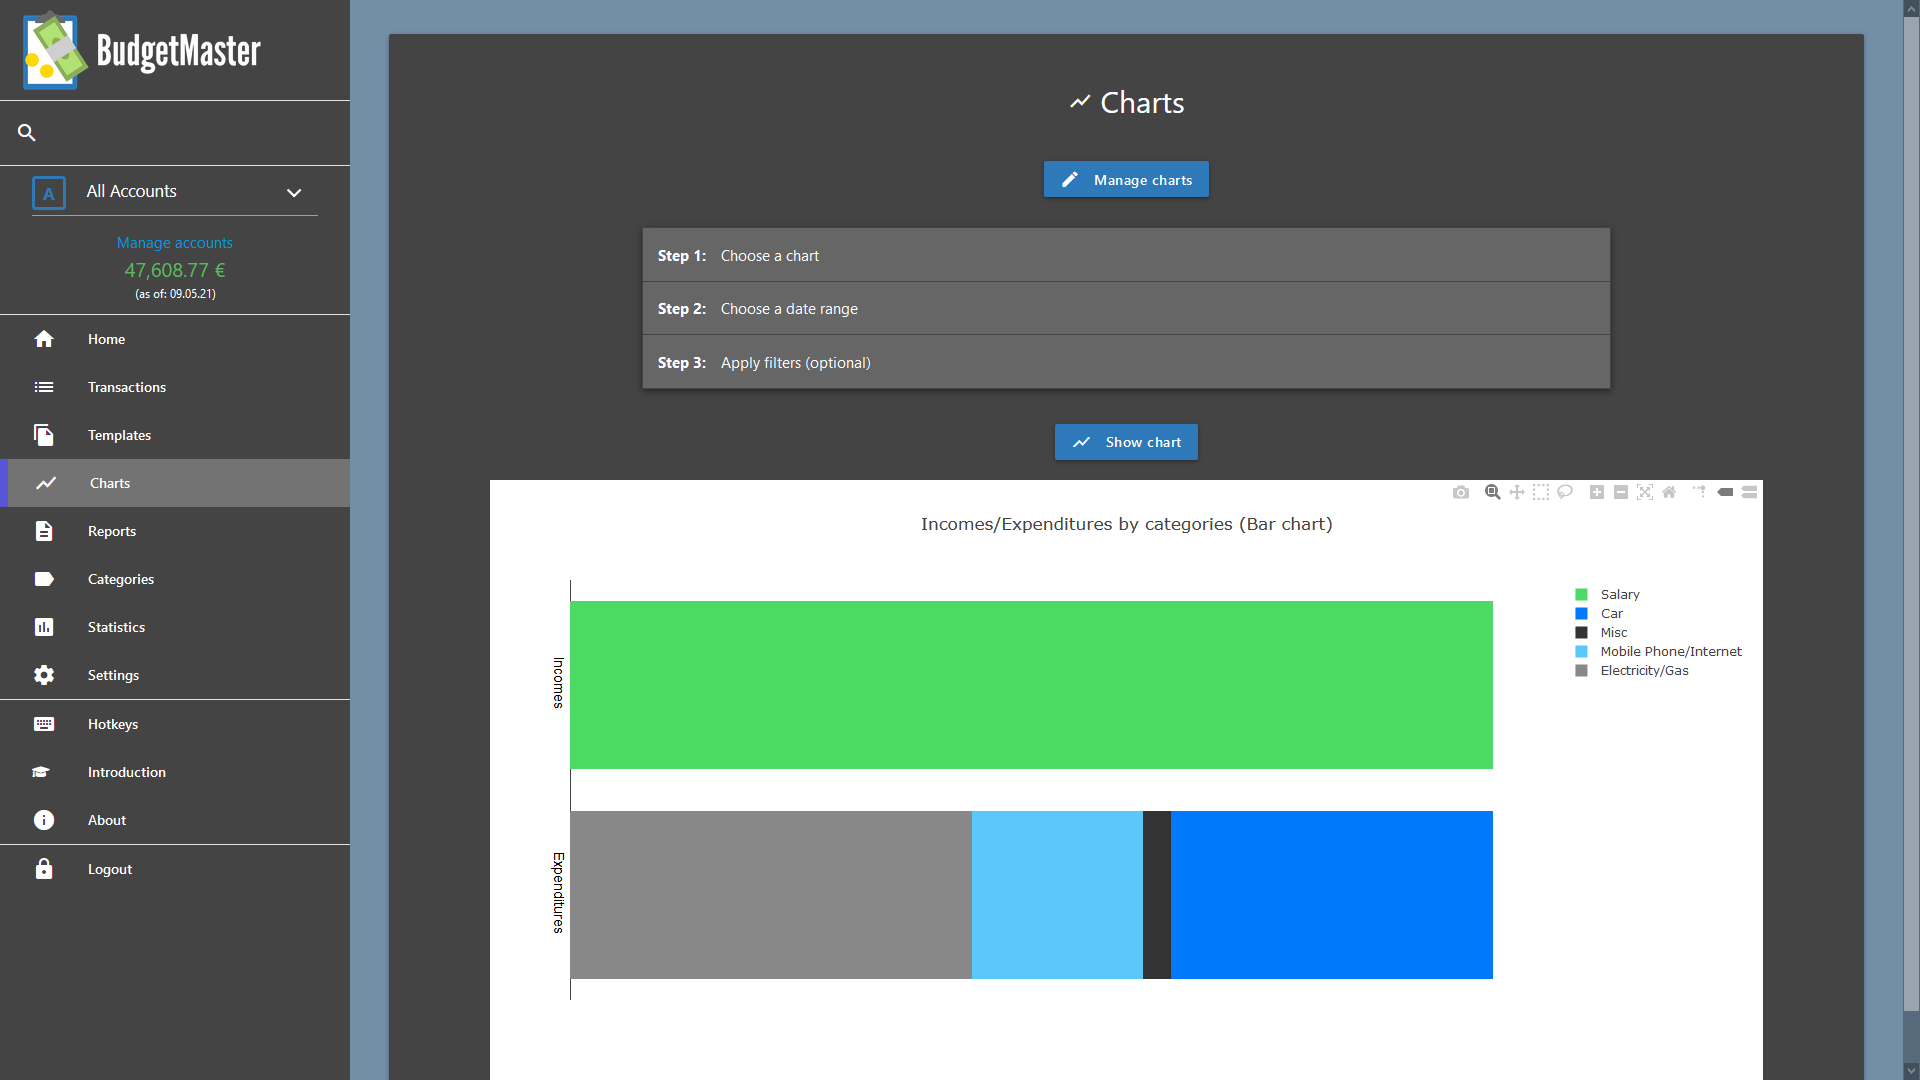 BudgetMaster
A All Accounts
Manage accounts
47,608.77 €
(as of: 09.05.21)
Home
Transactions
Templates
Charts
Reports
Categories
Statistics
Settings
Hotkeys
Introduction
About
Logout
Charts
Manage charts
Step 1: Choose a chart
Step 2: Choose a date range
Step 3: Apply filters (optional)
Show chart
Incomes/Expenditures by categories (Bar chart)
Incomes
Expenditures
Salary
Car
Misc
Mobile Phone/Internet
Electricity/Gas